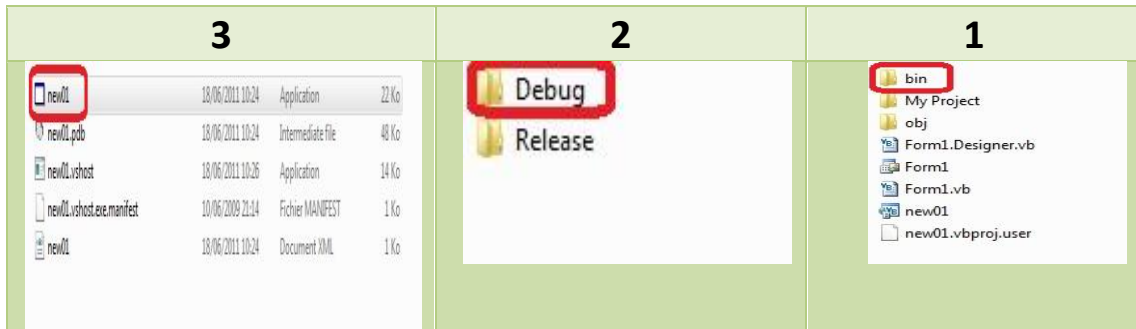 3
2
1
new01 18/06/2011 10:24 Application 22 Ko
new01.pdb 18/06/2011 10:24 Intermediate file 48 Ko
new01.vshost 18/06/2011 10:26 Application 14 Ko
new01.vshost.exe.manifest 10/06/2009 21:14 Fichier MANIFEST 1 Ko
new01 18/06/2011 10:24 Document XML 1 Ko
Debug
Release
bin
My Project
obj
Form1.Designer.vb
Form1
Form1.vb
new01
new01.vbproj.user